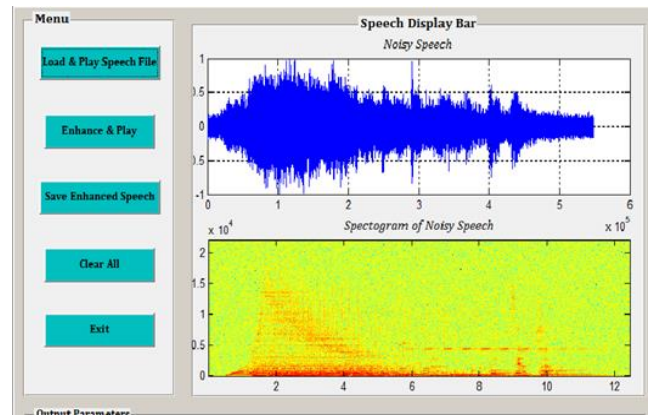 Menu
Load & Play Speech File
Enhance & Play
Save Enhanced Speech
Clear All
Exit
Speech Display Bar
Noisy Speech
1
0.5
0
0.5
-1
0 1 2 3 4 5 6
x 10^5
Spectogram of Noisy Speech
x 10^4
2
1.5
1
0.5
0
2 4 6 8 10 12
Output Parameters